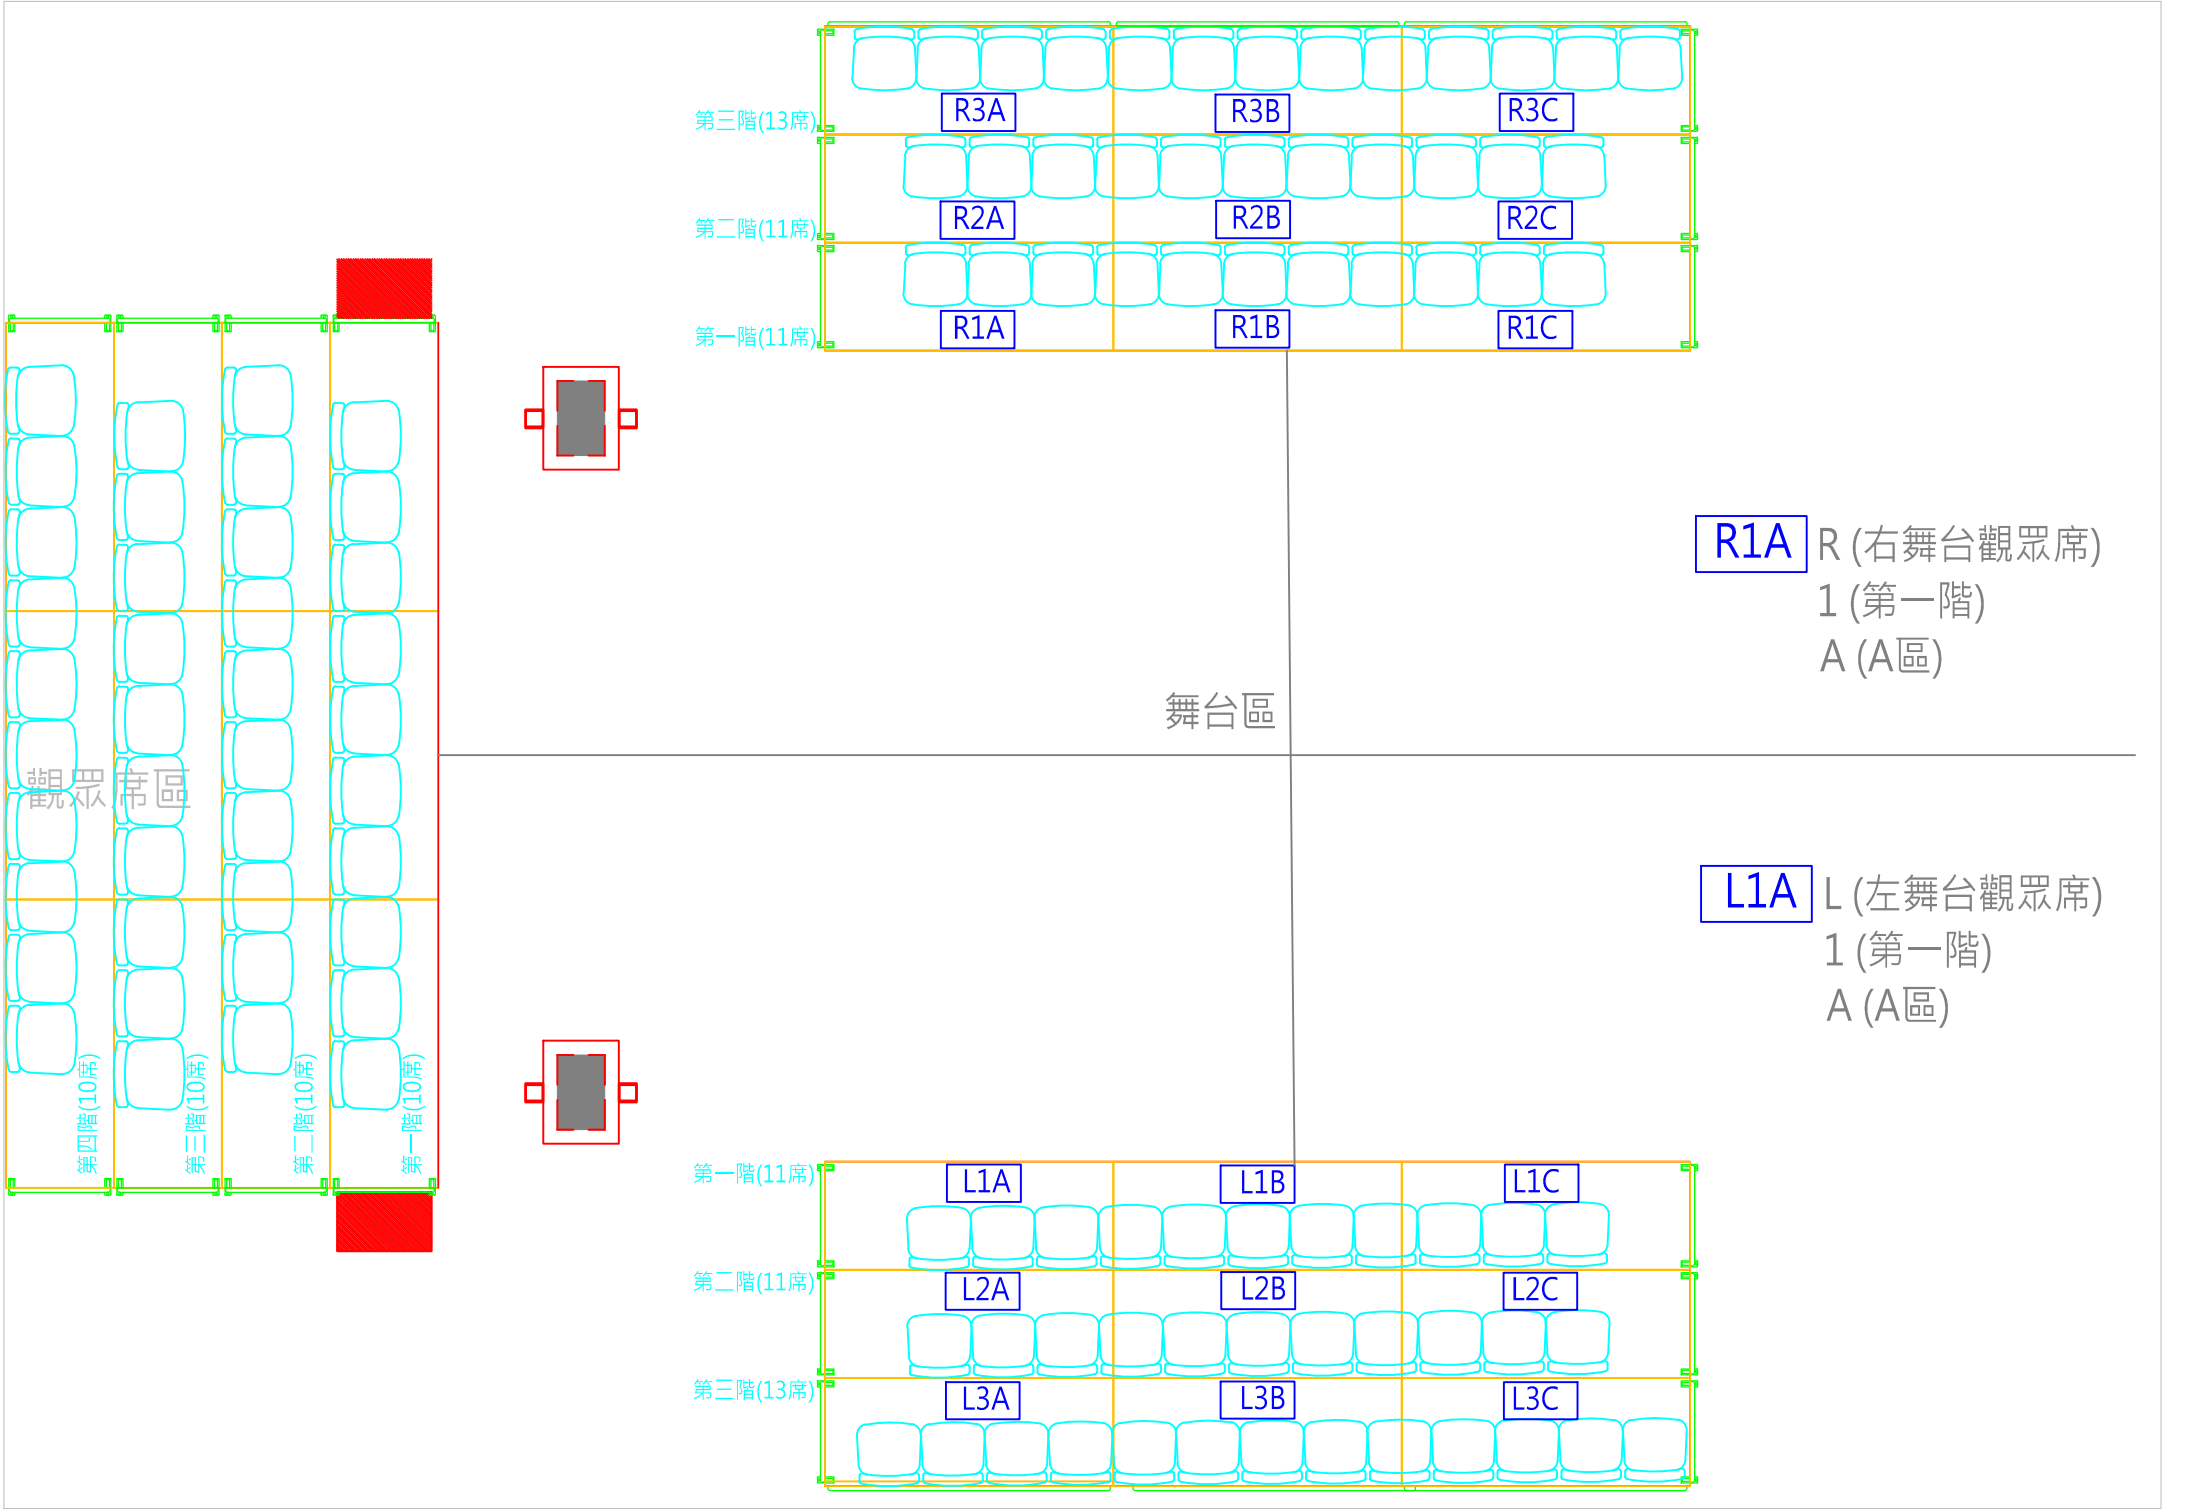 R3A
R3B
R3C
第三階(13席)
R2A
R2B
R2C
第二階(11席)
R1A
R1B
R1C
第一階(11席)
R1A
R (右舞台觀眾席)
1 (第一階)
A (A區)
舞台區
觀眾席區
L1A
L (左舞台觀眾席)
1 (第一階)
A (A區)
第四階(10席)
第三階(10席)
第二階(10席)
第一階(10席)
第一階(11席)
L1A
L1B
L1C
第二階(11席)
L2A
L2B
L2C
第三階(13席)
L3A
L3B
L3C